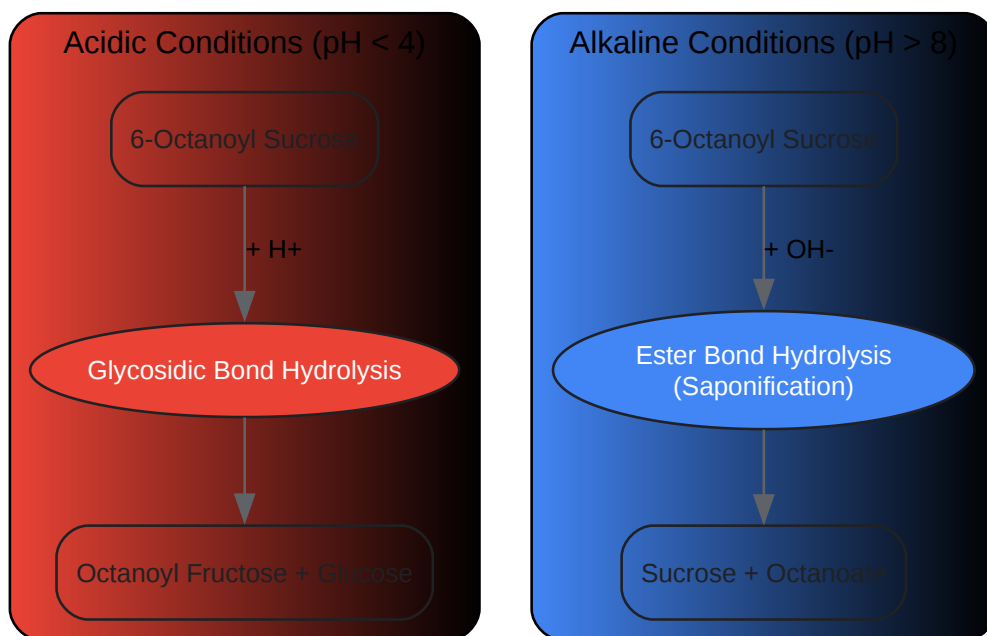 Acidic Conditions (pH < 4)
6-Octanoyl Sucrose
+ H+
Glycosidic Bond Hydrolysis
Octanoyl Fructose + Glucose
Alkaline Conditions (pH > 8)
6-Octanoyl Sucrose
+ OH-
Ester Bond Hydrolysis
(Saponification)
Sucrose + Octanoate